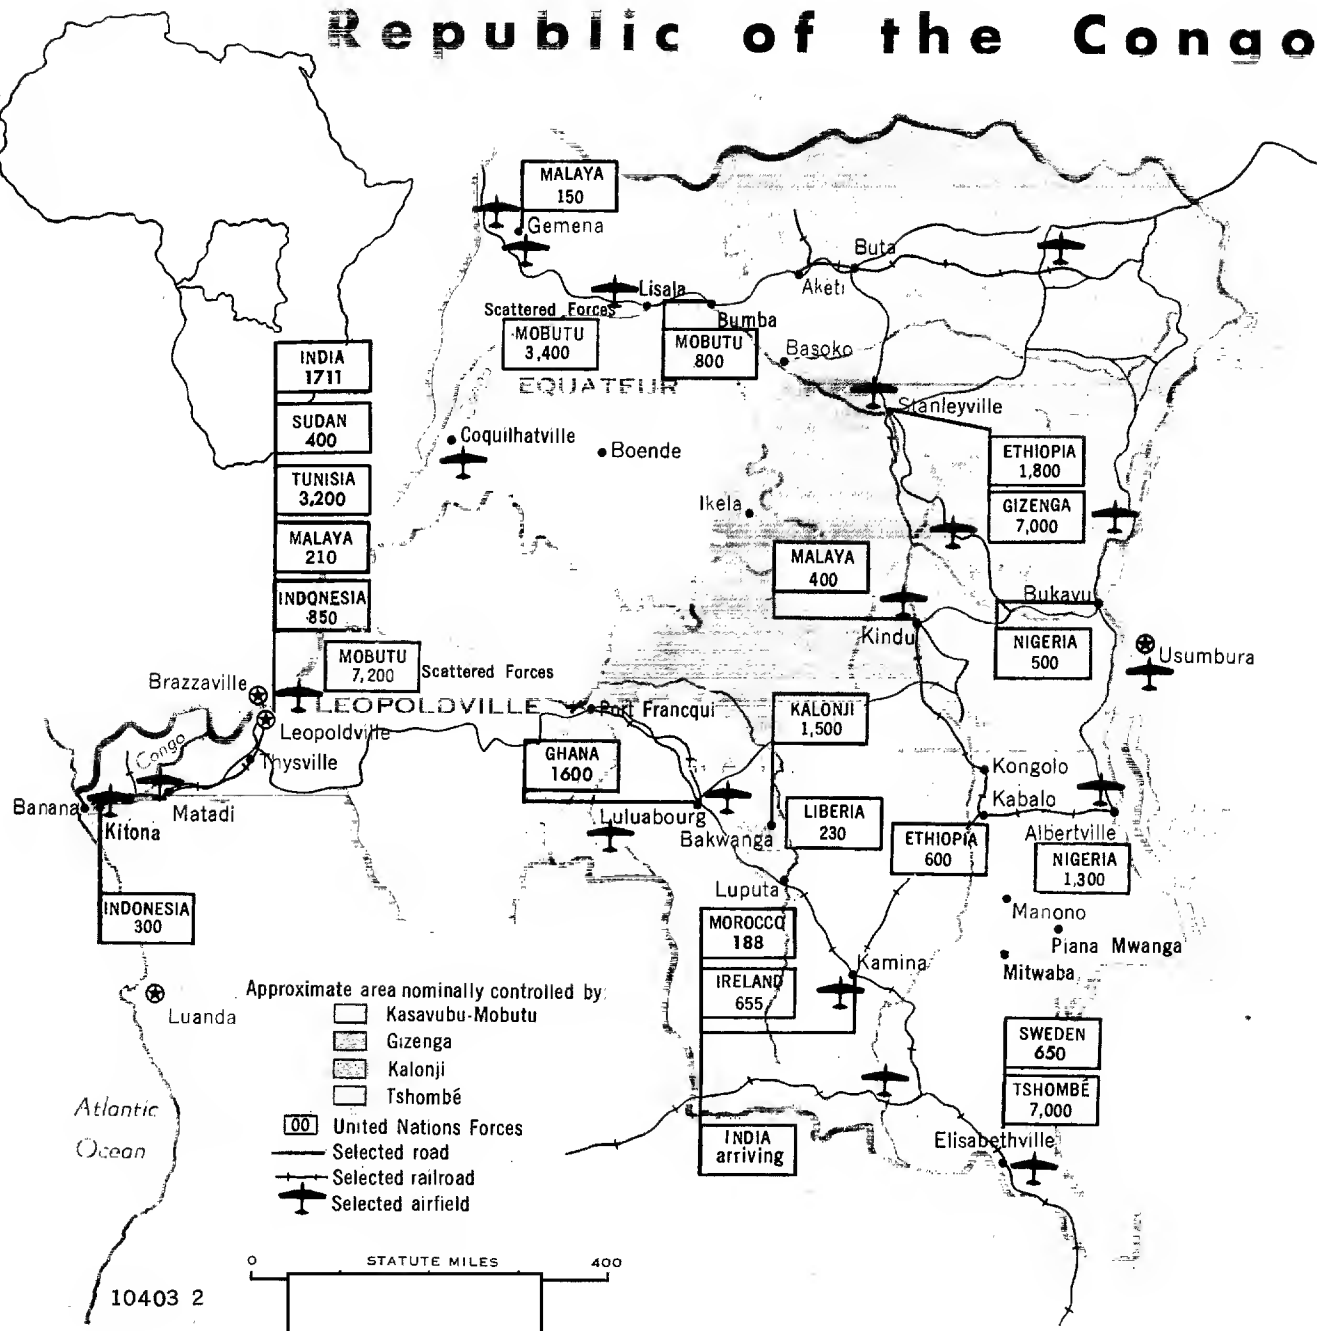 Republic of the Congo
MALAYA
150
Gemena
Buta
Aketi
Lisala
Scattered Forces
Bumba
MOBUTU
3,400
MOBUTU
800
Basoko
EQUATEUR
INDIA
1711
Stanleyville
SUDAN
400
Coquilhatville
Boende
ETHIOPIA
1,800
TUNISIA
3,200
Ikela
GIZENGA
7,000
MALAYA
210
MALAYA
400
INDONESIA
850
Bukavu
Kindu
NIGERIA
500
Usumbura
MOBUTU
7,200
Scattered Forces
Brazzaville
LEOPOLDVILLE
Port Francqui
KALONJI
1,500
Leopoldville
Congo
Thysville
GHANA
1600
Kongolo
Banana
Kitona
Matadi
Luluabourg
Bakwanga
LIBERIA
230
Kabalo
ETHIOPIA
600
Albertville
NIGERIA
1,300
Luputa
INDONESIA
300
MOROCCO
188
Manono
Piana Mwanga
Mitwaba
Kamina
IRELAND
655
Luanda
Approximate area nominally controlled by:
Kasavubu-Mobutu
Gizenga
Kalonji
Tshombé
00 United Nations Forces
Selected road
Selected railroad
Selected airfield
SWEDEN
650
TSHOMBÉ
7,000
Atlantic
Ocean
INDIA
arriving
Elisabethville
0 STATUTE MILES 400
10403 2